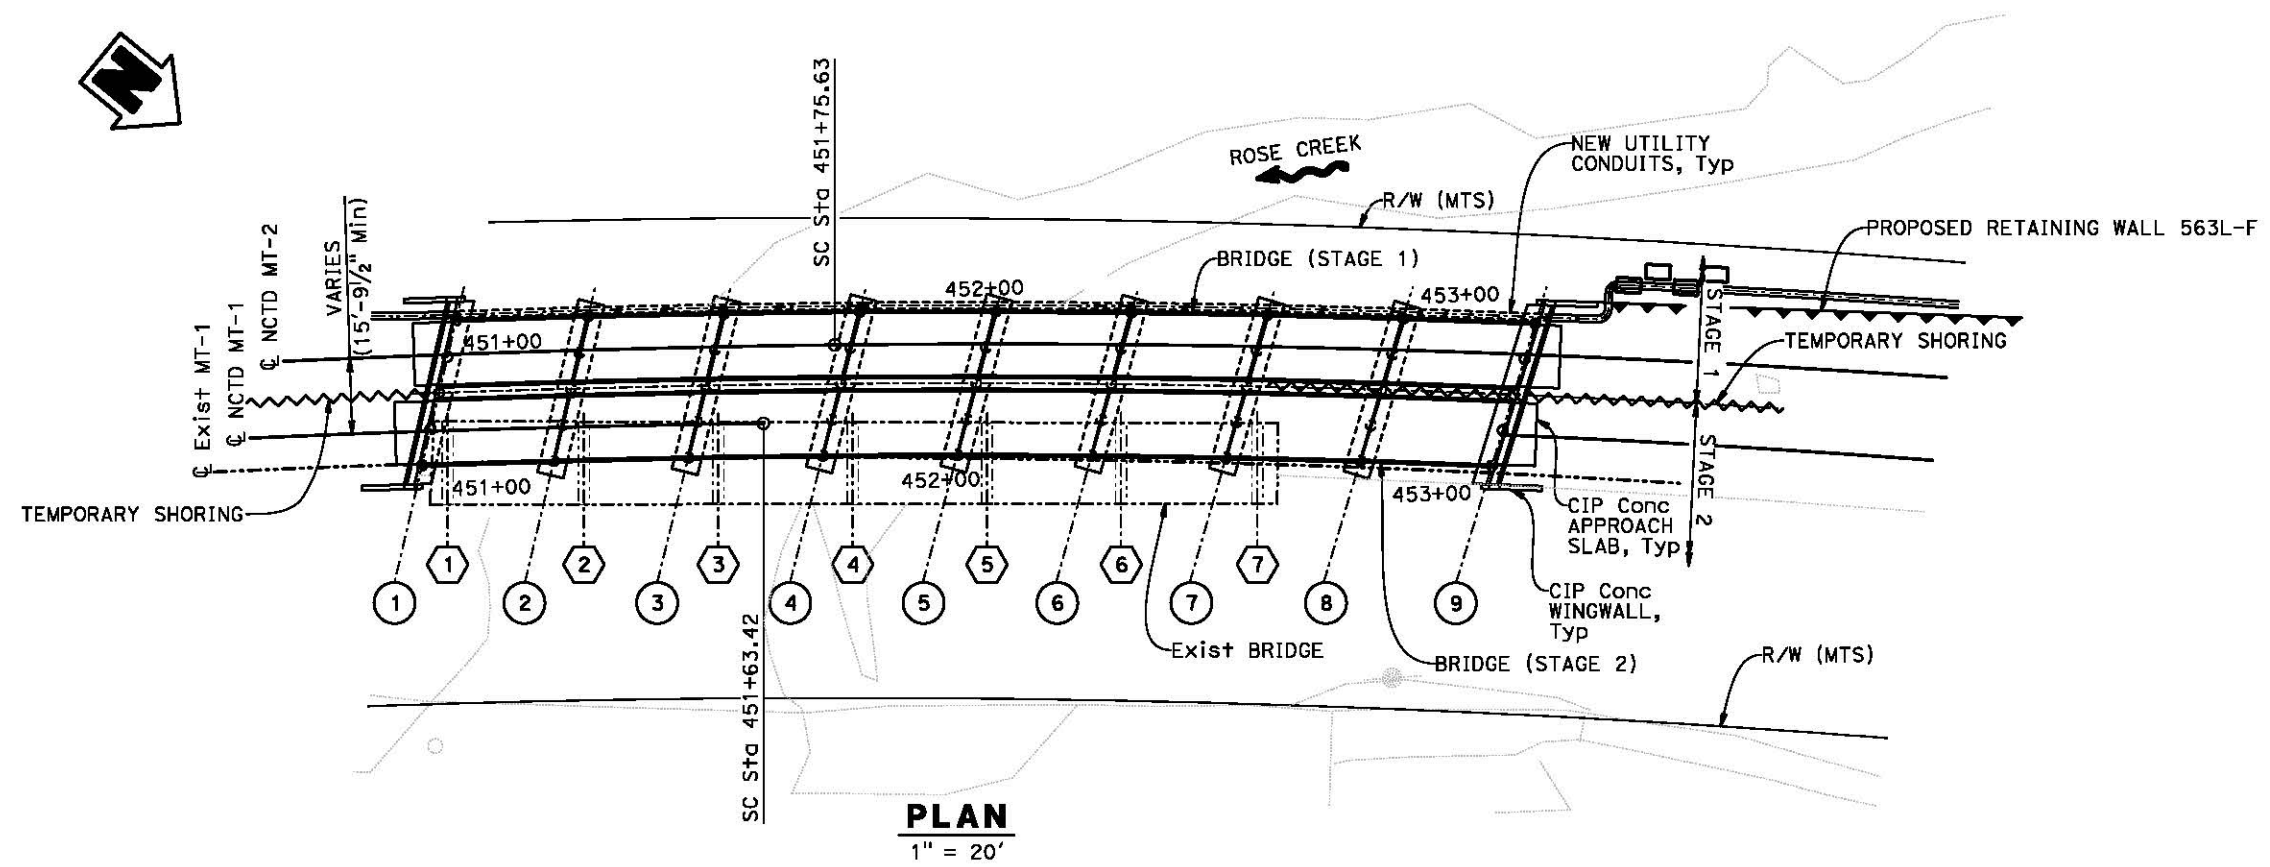 N
SC Sta 451+75.63
ROSE CREEK
NEW UTILITY
CONDUITS, Typ
R/W (MTS)
PROPOSED RETAINING WALL 563L-F
BRIDGE (STAGE 1)
VARIES
(15'-9½" Min)
℄ NCTD MT-2
℄ NCTD MT-1
℄ Exist MT-1
451+00
452+00
453+00
STAGE 1
TEMPORARY SHORING
STAGE 2
451+00
452+00
453+00
TEMPORARY SHORING
CIP Conc
APPROACH
SLAB, Typ
1
2
3
4
5
6
7
1
2
3
4
5
6
7
8
9
CIP Conc
WINGWALL,
Typ
SC Sta 451+63.42
Exist BRIDGE
BRIDGE (STAGE 2)
R/W (MTS)
PLAN
1" = 20'